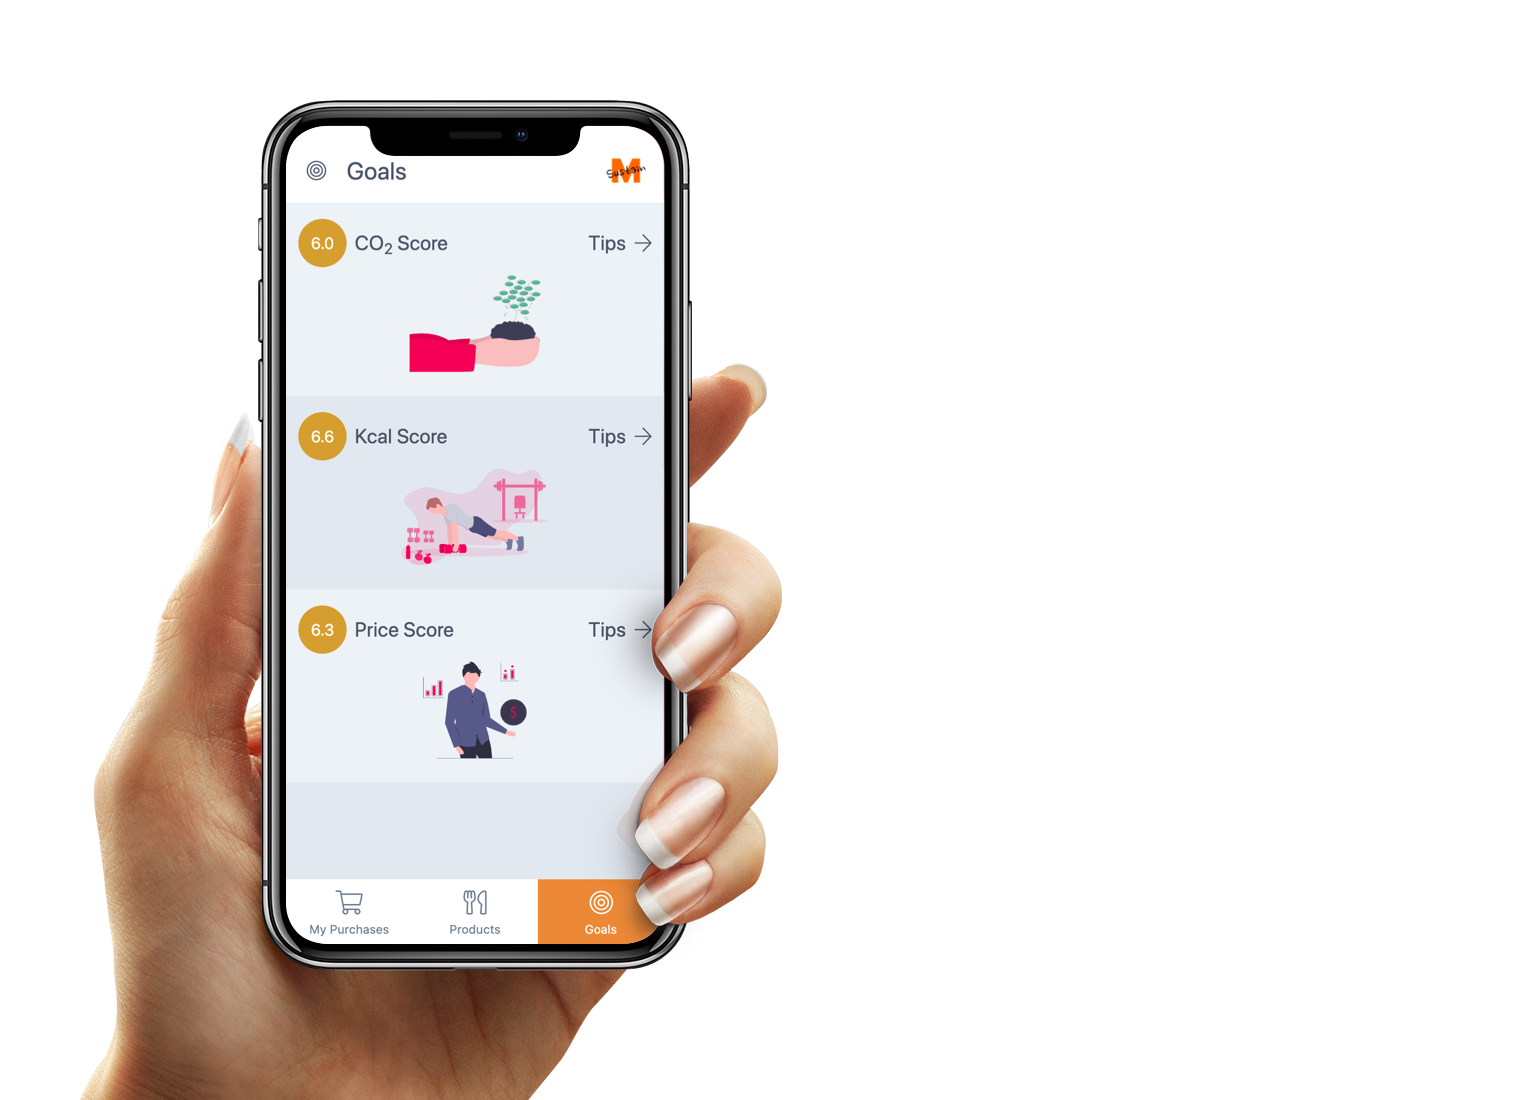 Goals
M
Sustain
6.0 CO₂ Score Tips →
6.6 Kcal Score Tips →
$
6.3 Price Score Tips →
My Purchases Products Goals